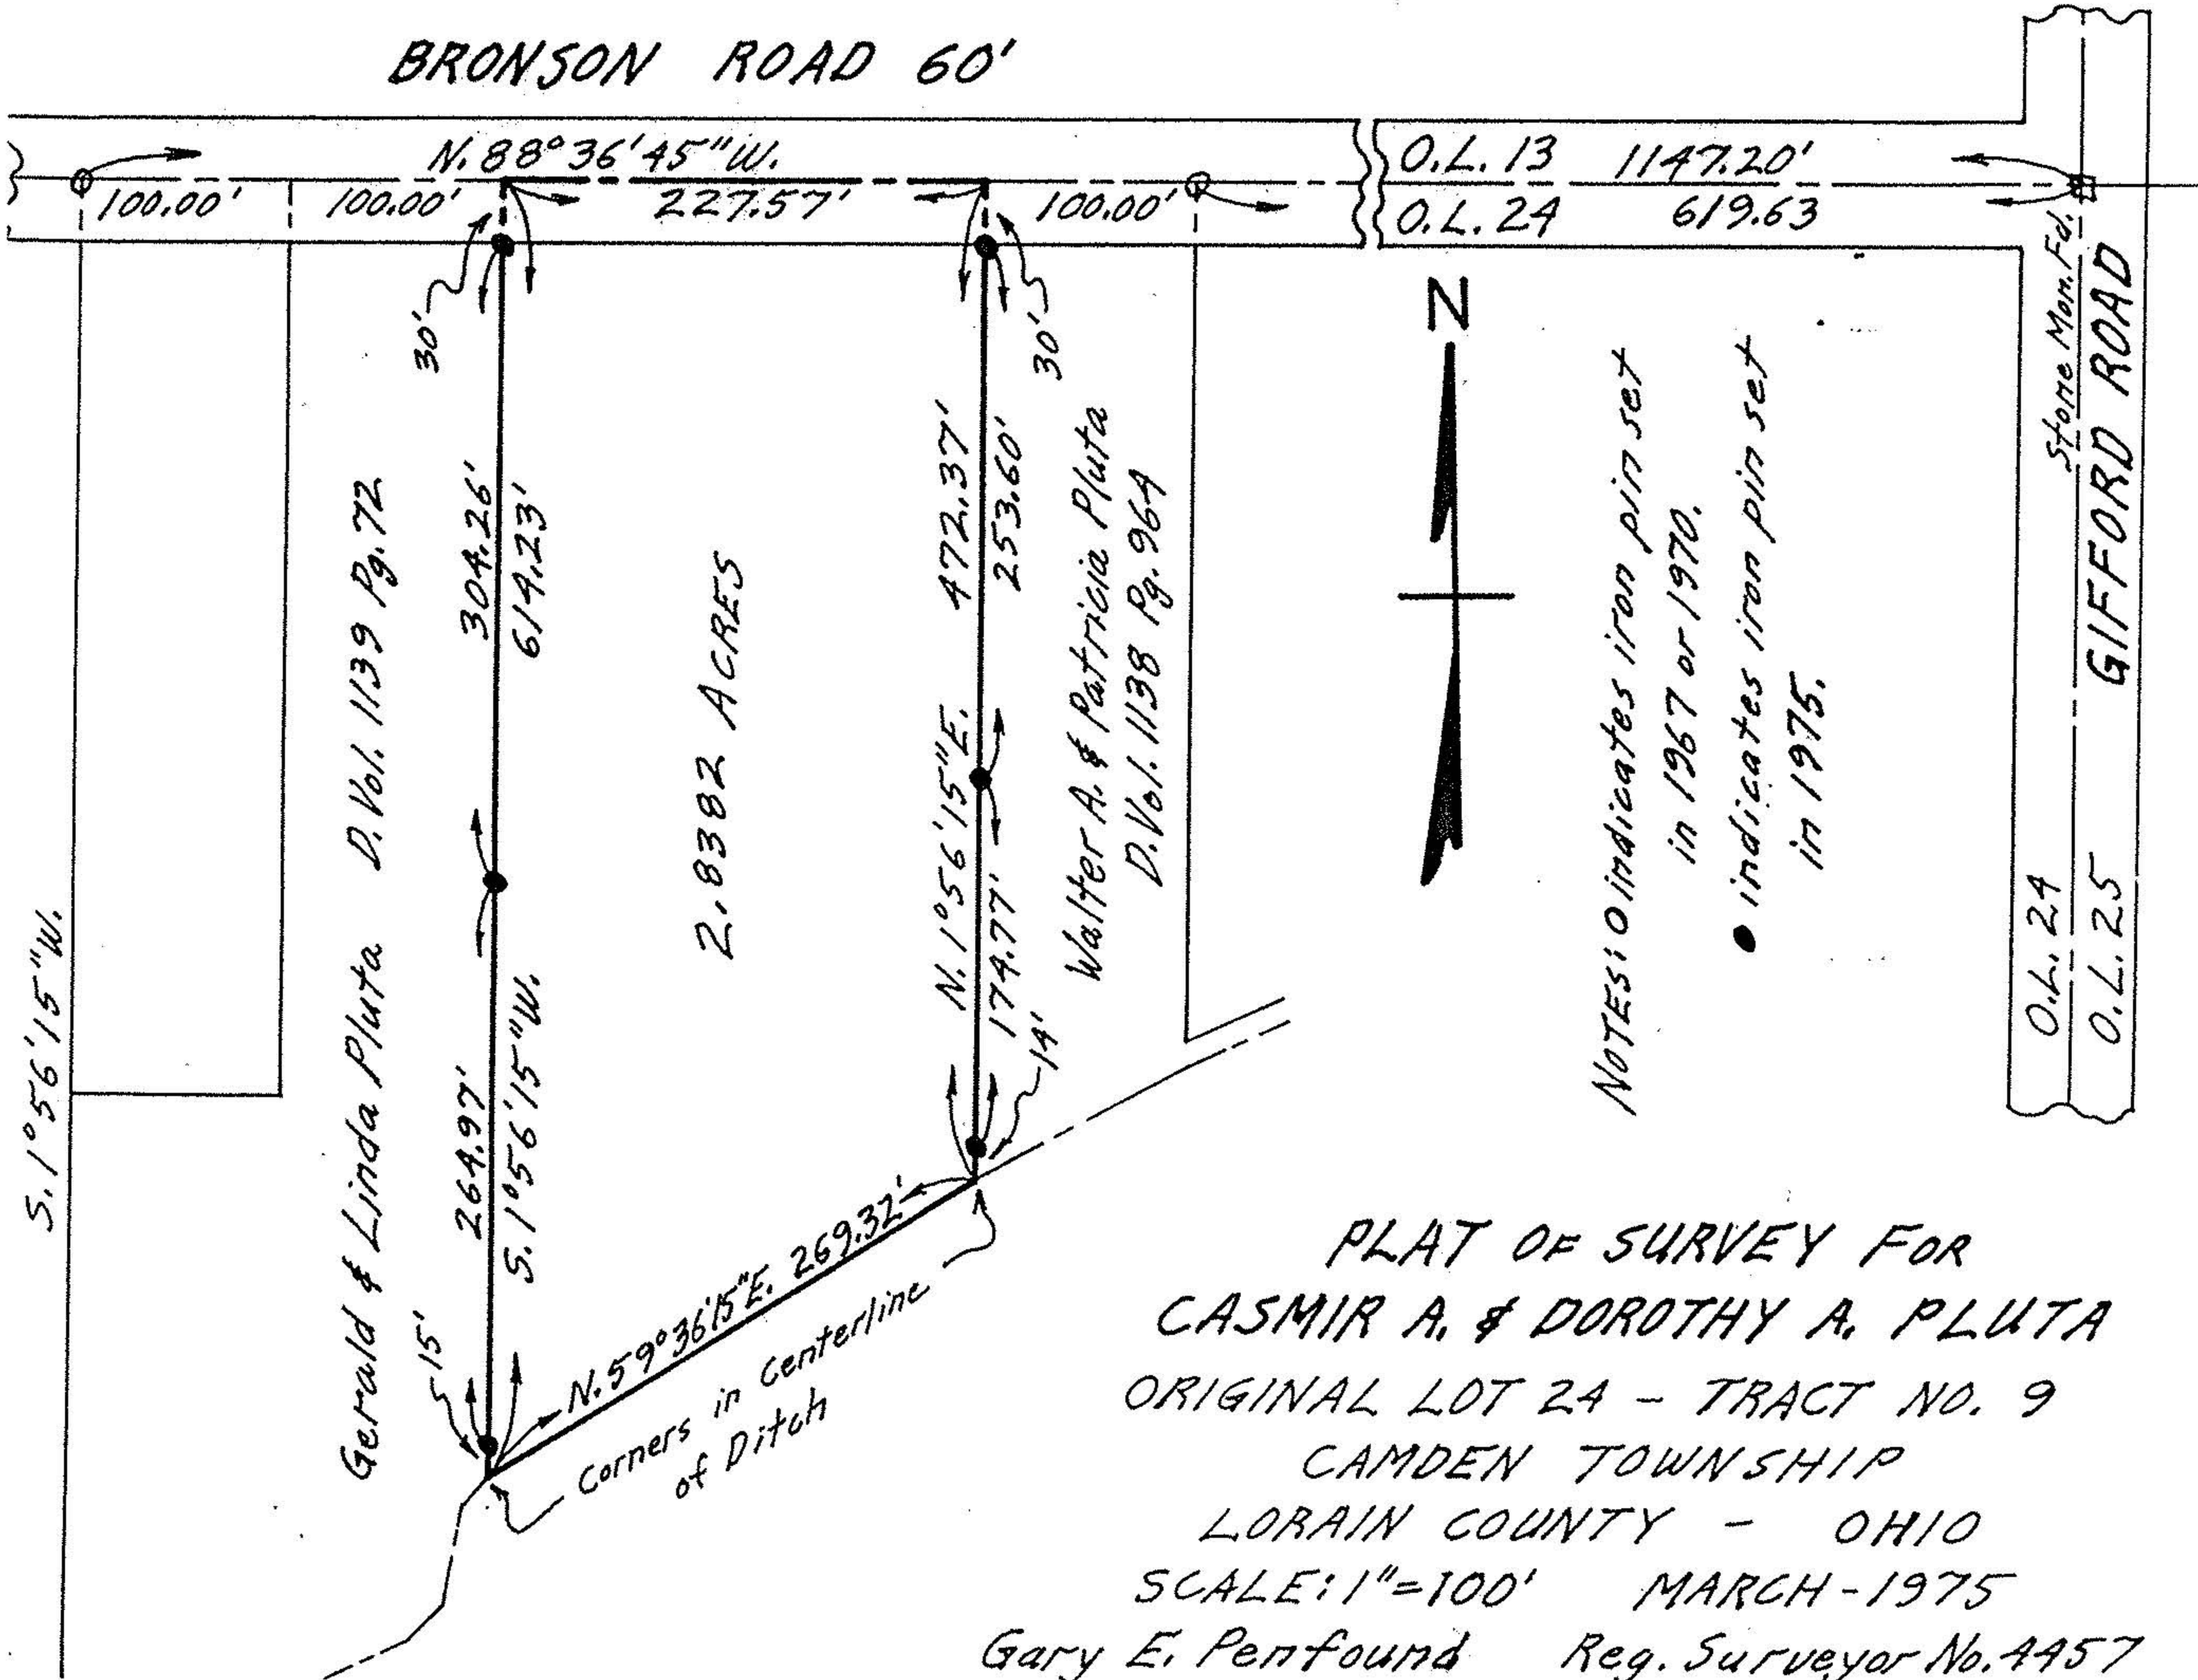 BRONSON ROAD 60'
N. 88° 36' 45" W.
100.00'
100.00'
227.57'
100.00'
O.L. 13 1147.20'
O.L. 24 619.63
Stone Mon. Fd.
GIFFORD ROAD
O.L. 24
O.L. 25
30'
30'
N
S. 1° 56' 15" W.
Gerald & Linda Pluta D. Vol. 1139 Pg. 72
304.26'
614.23'
264.97'
S. 1° 56' 15" W.
15'
2.8382 ACRES
N. 1° 56' 15" E. 472.37'
253.60'
174.77'
14'
Walter A. & Patricia Pluta
D. Vol. 1138 Pg. 964
NOTES: O indicates iron pin set
in 1967 or 1970.
● indicates iron pin set
in 1975.
N. 59° 36' 15" E. 269.32'
Corners in Centerline
of Ditch
PLAT OF SURVEY FOR
CASMIR A. & DOROTHY A. PLUTA
ORIGINAL LOT 24 - TRACT NO. 9
CAMDEN TOWNSHIP
LORAIN COUNTY - OHIO
SCALE: 1"=100' MARCH - 1975
Gary E. Penfound Reg. Surveyor No. 4457